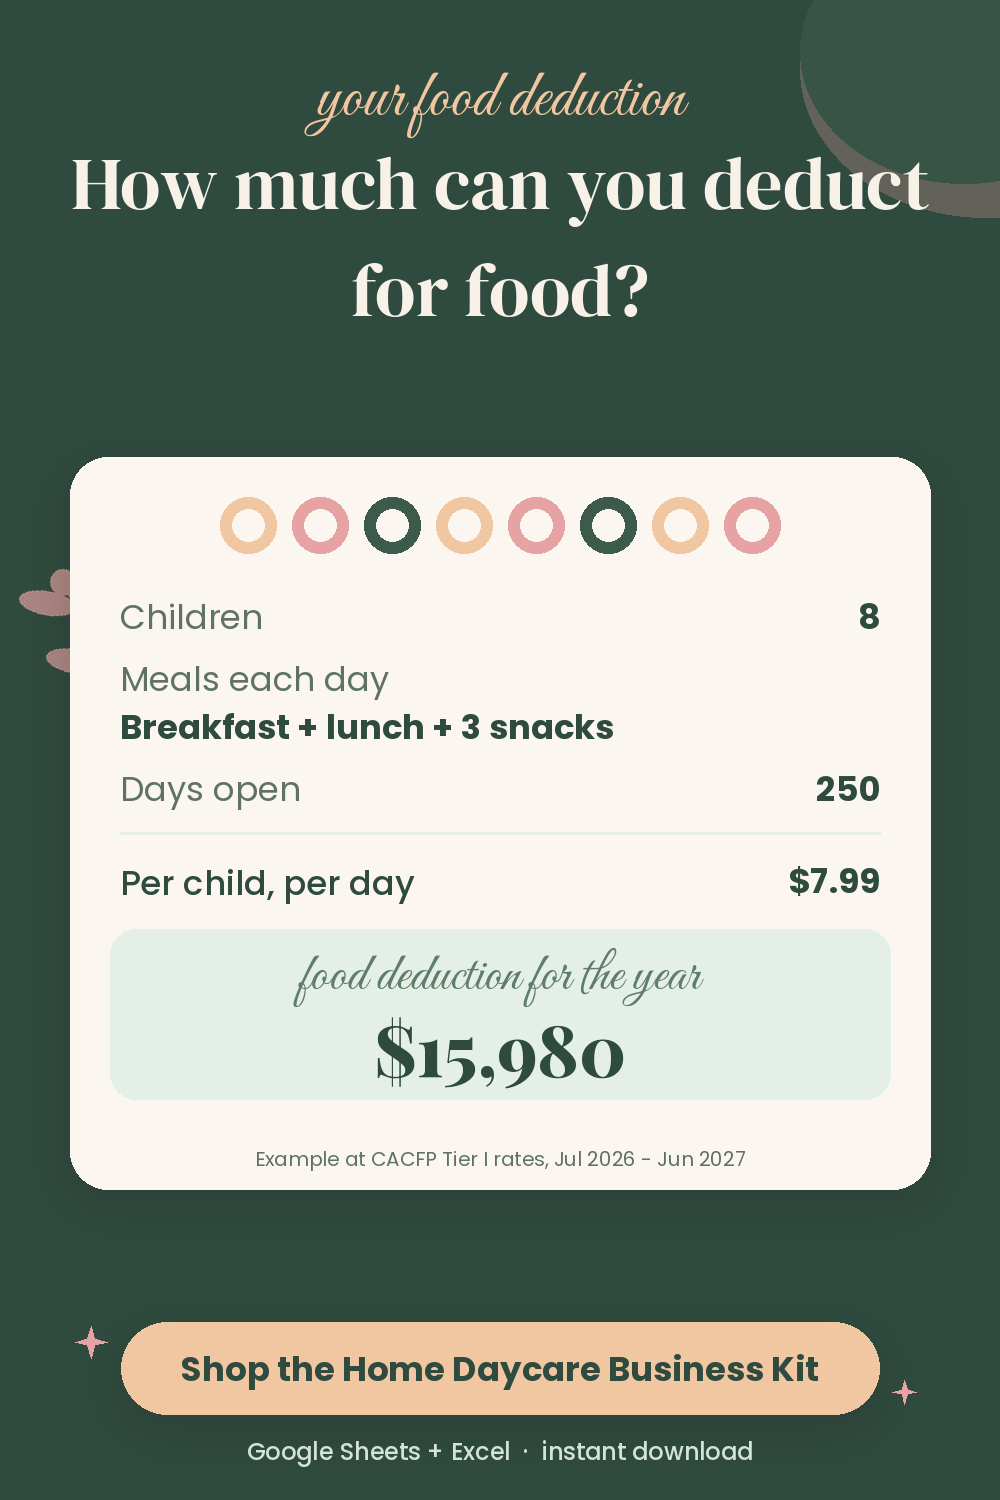 your food deduction
How much can you deduct
for food?
Children 8
Meals each day
Breakfast + lunch + 3 snacks
Days open 250
Per child, per day $7.99
food deduction for the year
$15,980
Example at CACFP Tier I rates, Jul 2026 - Jun 2027
Shop the Home Daycare Business Kit
Google Sheets + Excel · instant download